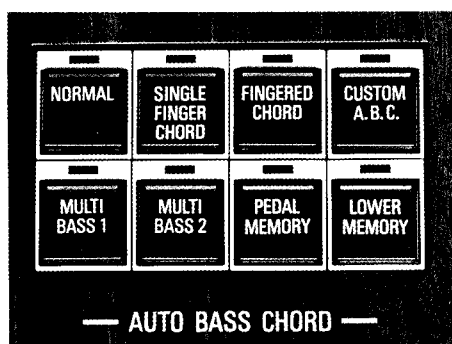 NORMAL
SINGLE
FINGER
CHORD
FINGERED
CHORD
CUSTOM
A.B.C.
MULTI
BASS 1
MULTI
BASS 2
PEDAL
MEMORY
LOWER
MEMORY
AUTO BASS CHORD